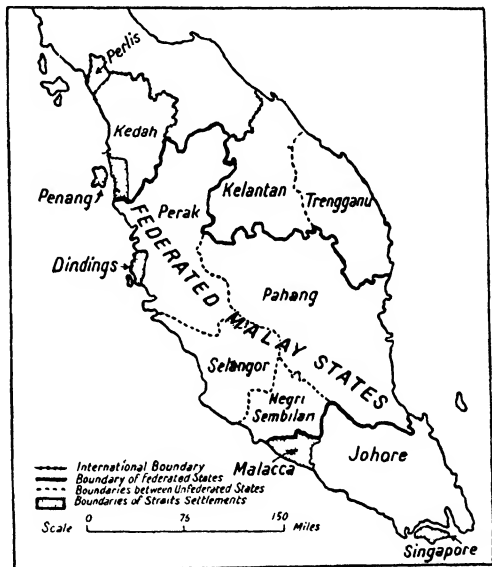 Perlis
Kedah
Penang
Perak
Kelantan
Trengganu
Dindings
FEDERATED MALAY STATES
Pahang
Selangor
Negri
Sembilan
Malacca
Johore
Singapore
International Boundary
Boundary of Federated States
Boundaries between Unfederated States
Boundaries of Straits Settlements
Scale 0 75 150 Miles